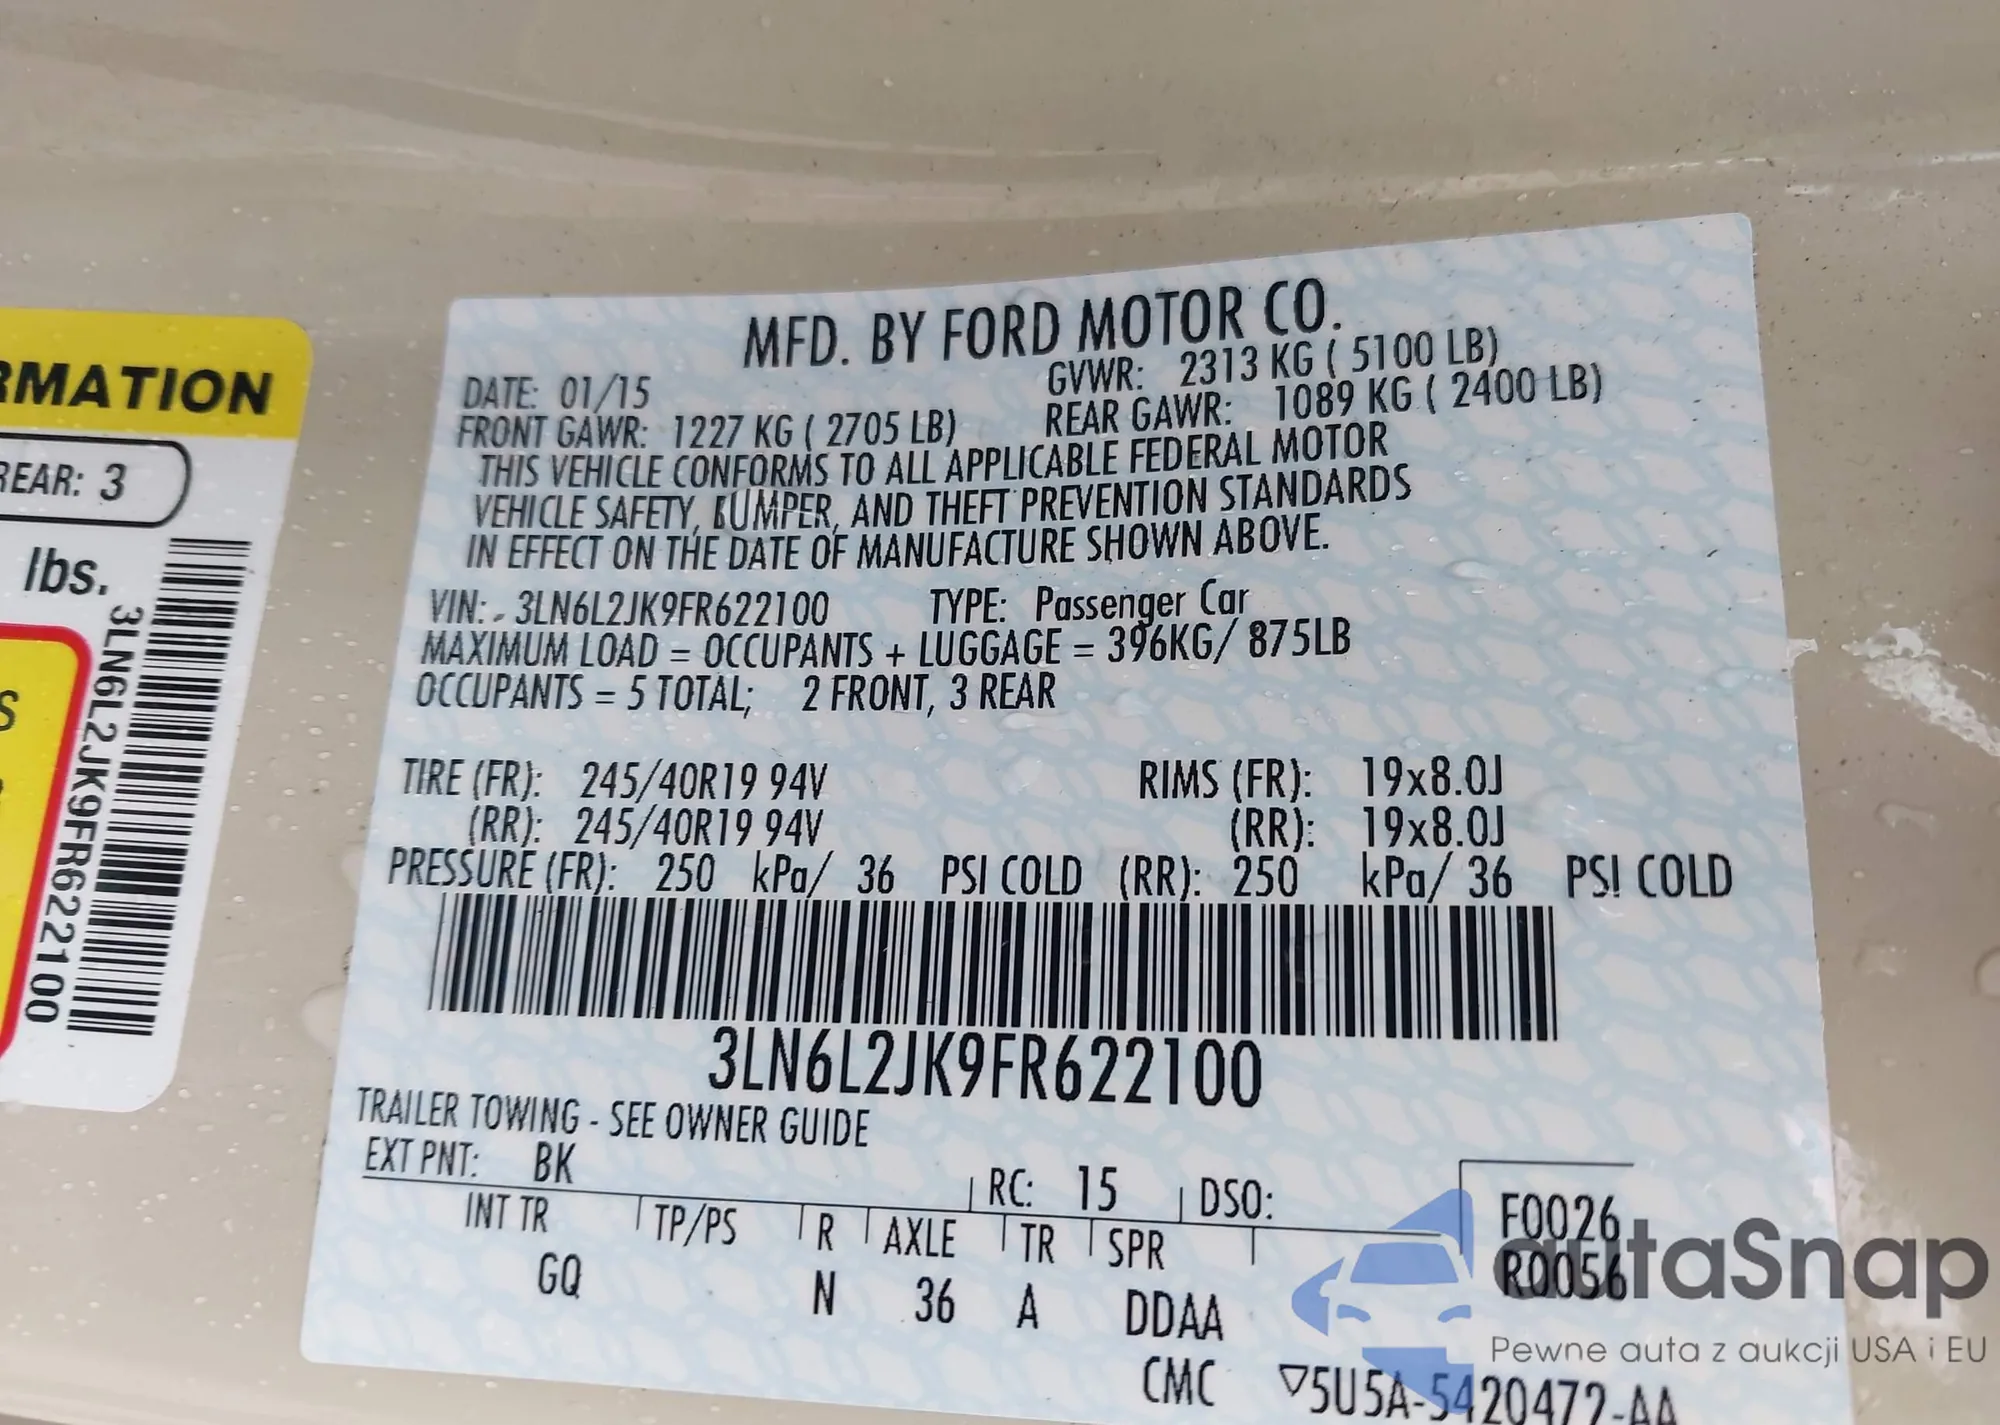 RMATION
REAR: 3
lbs.
3LN6L2JK9FR622100
S
MFD. BY FORD MOTOR CO.
DATE: 01/15 GVWR: 2313 KG ( 5100 LB)
FRONT GAWR: 1227 KG ( 2705 LB) REAR GAWR: 1089 KG ( 2400 LB)
THIS VEHICLE CONFORMS TO ALL APPLICABLE FEDERAL MOTOR
VEHICLE SAFETY, BUMPER, AND THEFT PREVENTION STANDARDS
IN EFFECT ON THE DATE OF MANUFACTURE SHOWN ABOVE.
VIN: 3LN6L2JK9FR622100 TYPE: Passenger Car
MAXIMUM LOAD = OCCUPANTS + LUGGAGE = 396KG/ 875LB
OCCUPANTS = 5 TOTAL; 2 FRONT, 3 REAR
TIRE (FR): 245/40R19 94V RIMS (FR): 19x8.0J
(RR): 245/40R19 94V (RR): 19x8.0J
PRESSURE (FR): 250 kPa/ 36 PSI COLD (RR): 250 kPa/ 36 PSI COLD
3LN6L2JK9FR622100
TRAILER TOWING - SEE OWNER GUIDE
EXT PNT: BK RC: 15 DSO:
INT TR TP/PS R AXLE TR SPR
GQ N 36 A DDAA
F0026
R0056
CMC ▽5U5A-5420472-AA
autaSnap
Pewne auta z aukcji USA i EU